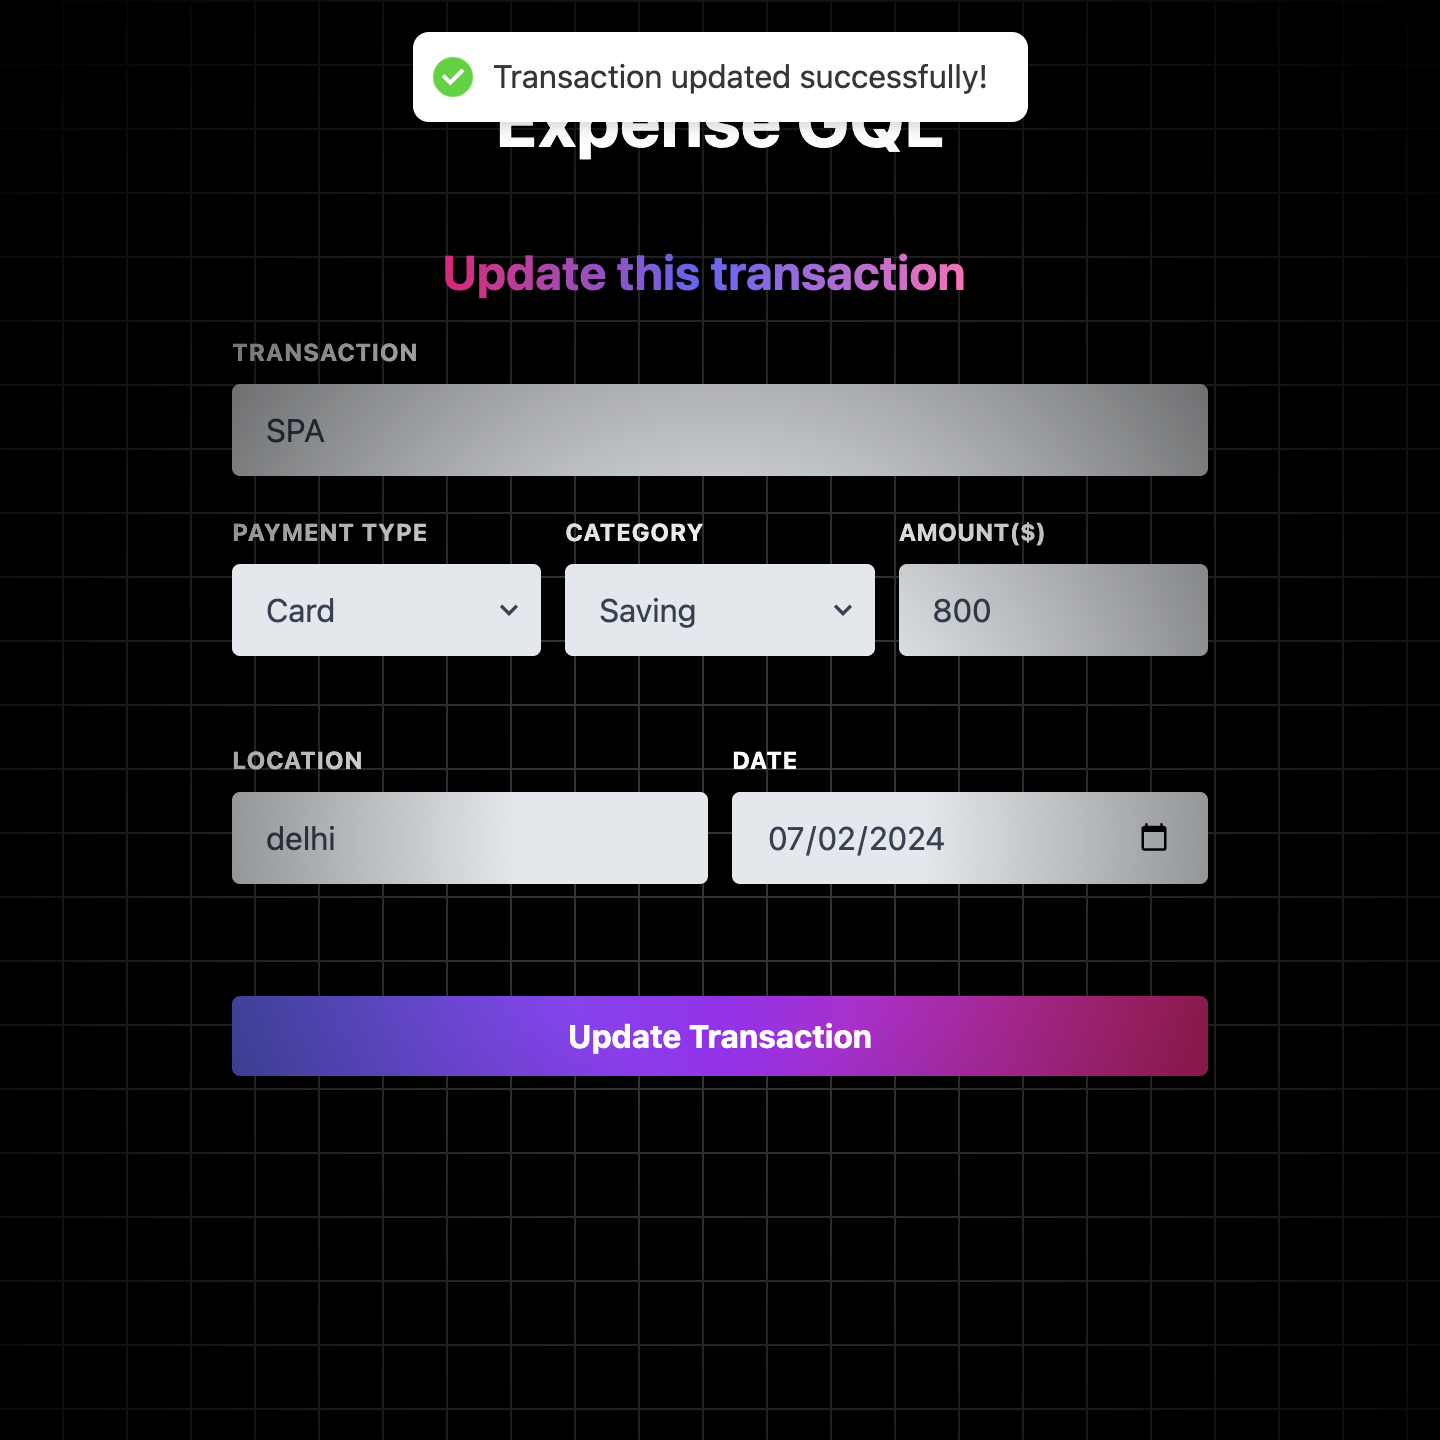 Transaction updated successfully!
Expense GQL
Update this transaction
TRANSACTION
SPA
PAYMENT TYPE CATEGORY AMOUNT($)
Card Saving 800
LOCATION DATE
delhi 07/02/2024
Update Transaction